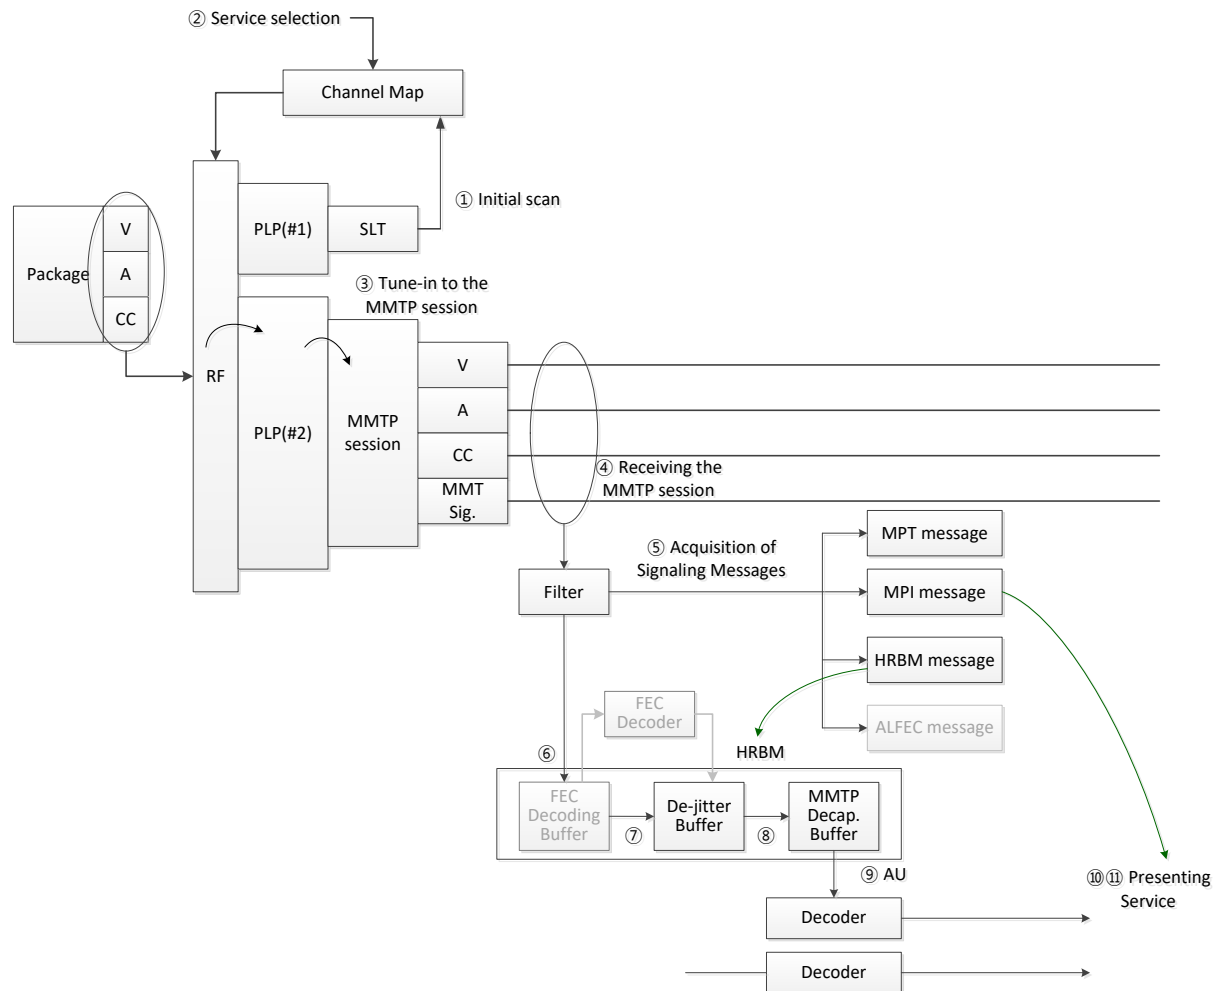 ② Service selection
Channel Map
① Initial scan
PLP(#1)
SLT
V
Package
A
CC
③ Tune-in to the
MMTP session
RF
PLP(#2)
MMTP
session
V
A
CC
MMT
Sig.
④ Receiving the
MMTP session
⑤ Acquisition of
Signaling Messages
Filter
MPT message
MPI message
HRBM message
ALFEC message
FEC
Decoder
HRBM
⑥
FEC
Decoding
Buffer
⑦
De-jitter
Buffer
⑧
MMTP
Decap.
Buffer
⑨ AU
⑩⑪ Presenting
Service
Decoder
Decoder